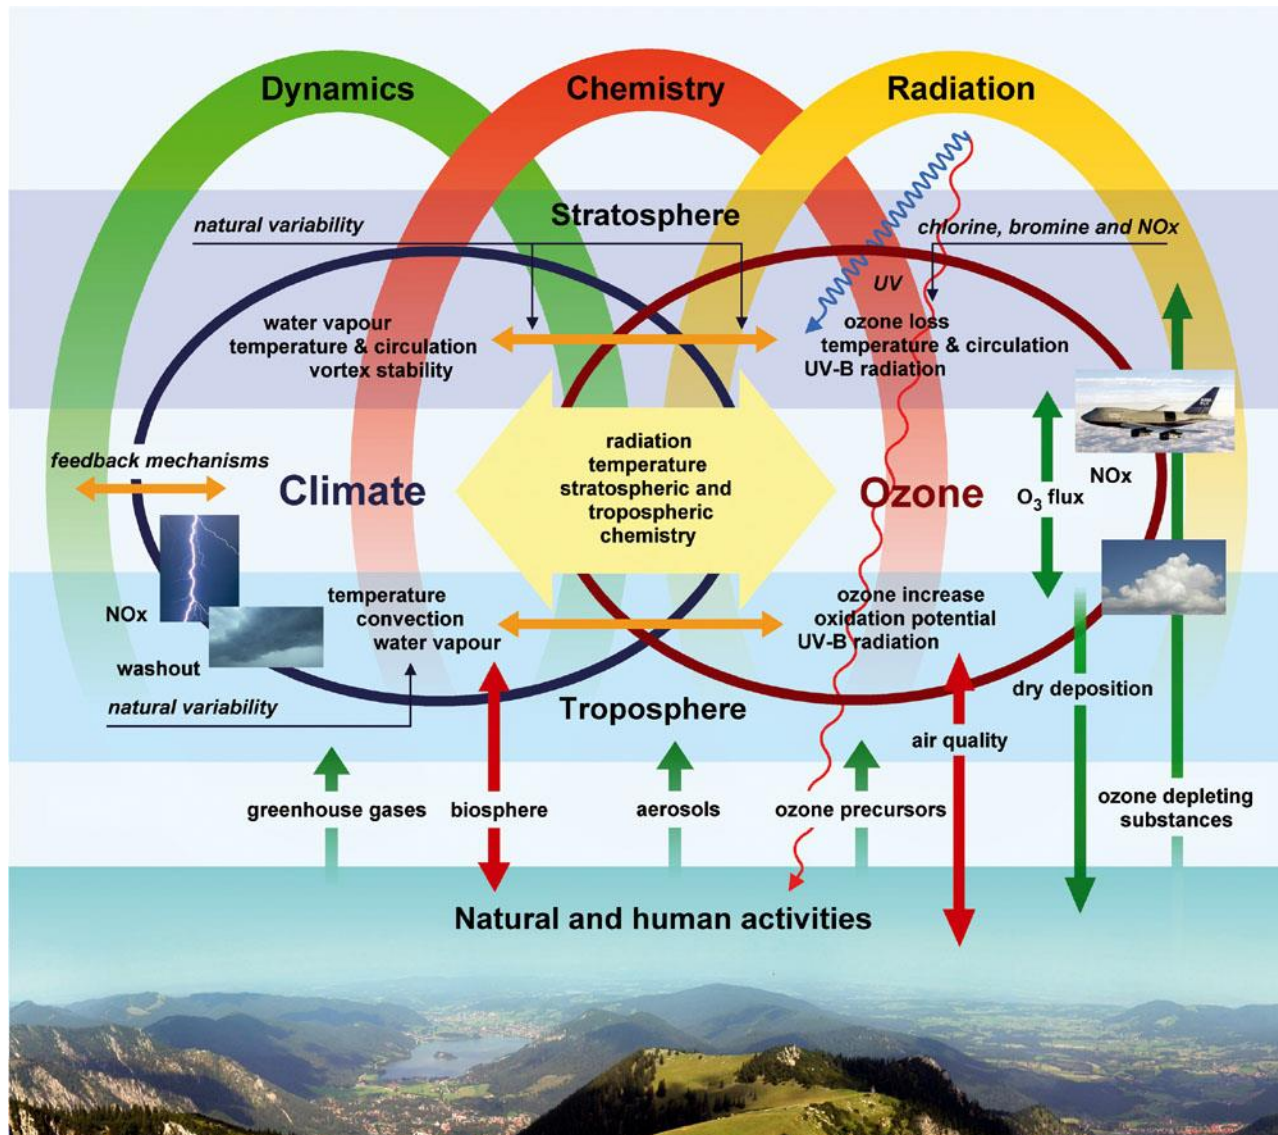 Dynamics
Chemistry
Radiation
Stratosphere
natural variability
chlorine, bromine and NOx
UV
water vapour
temperature & circulation
vortex stability
ozone loss
temperature & circulation
UV-B radiation
radiation
temperature
stratospheric and
tropospheric
chemistry
feedback mechanisms
Climate
Ozone
O3 flux
NOx
NOx
washout
temperature
convection
water vapour
ozone increase
oxidation potential
UV-B radiation
natural variability
Troposphere
dry deposition
air quality
greenhouse gases
biosphere
aerosols
ozone precursors
ozone depleting
substances
Natural and human activities